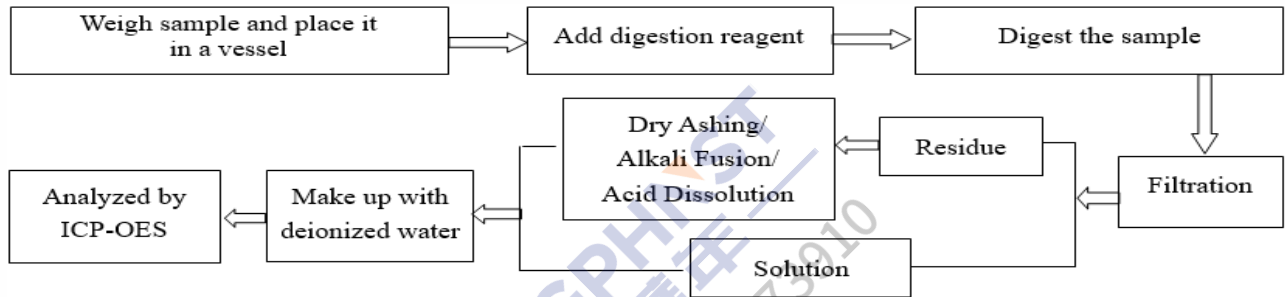 Weigh sample and place it
in a vessel
Add digestion reagent
Digest the sample
Filtration
Residue
Dry Ashing/
Alkali Fusion/
Acid Dissolution
Solution
Make up with
deionized water
Analyzed by
ICP-OES